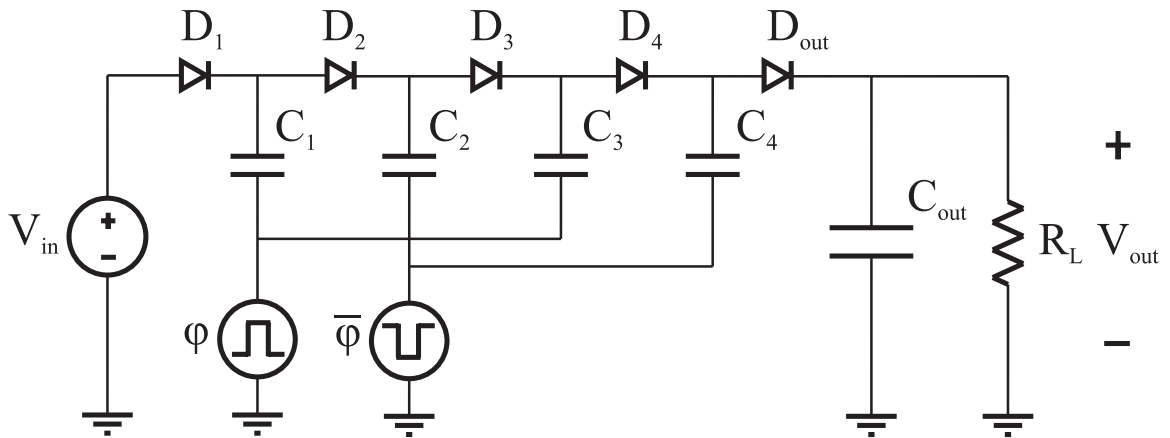 D1 D2 D3 D4 Dout
C1 C2 C3 C4
+
Cout
Vin + -
RL Vout
φ φ̅
−